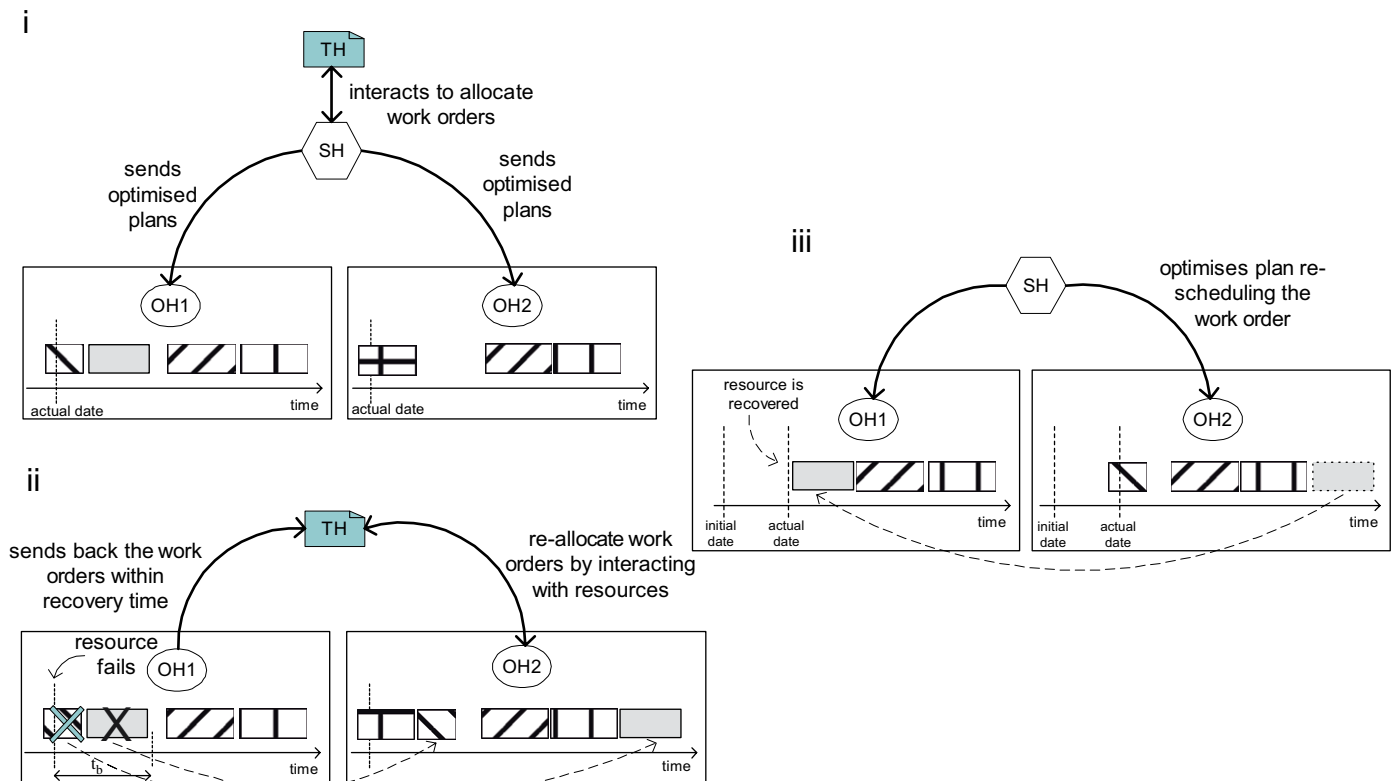 i
TH
interacts to allocate
work orders
SH
sends
optimised
plans
sends
optimised
plans
OH1
actual date
time
OH2
actual date
time
ii
TH
sends back the work
orders within
recovery time
re-allocate work
orders by interacting
with resources
resource
fails
OH1
t_b
time
OH2
time
iii
SH
optimises plan re-
scheduling the
work order
resource is
recovered
OH1
initial
date
actual
date
time
OH2
initial
date
actual
date
time